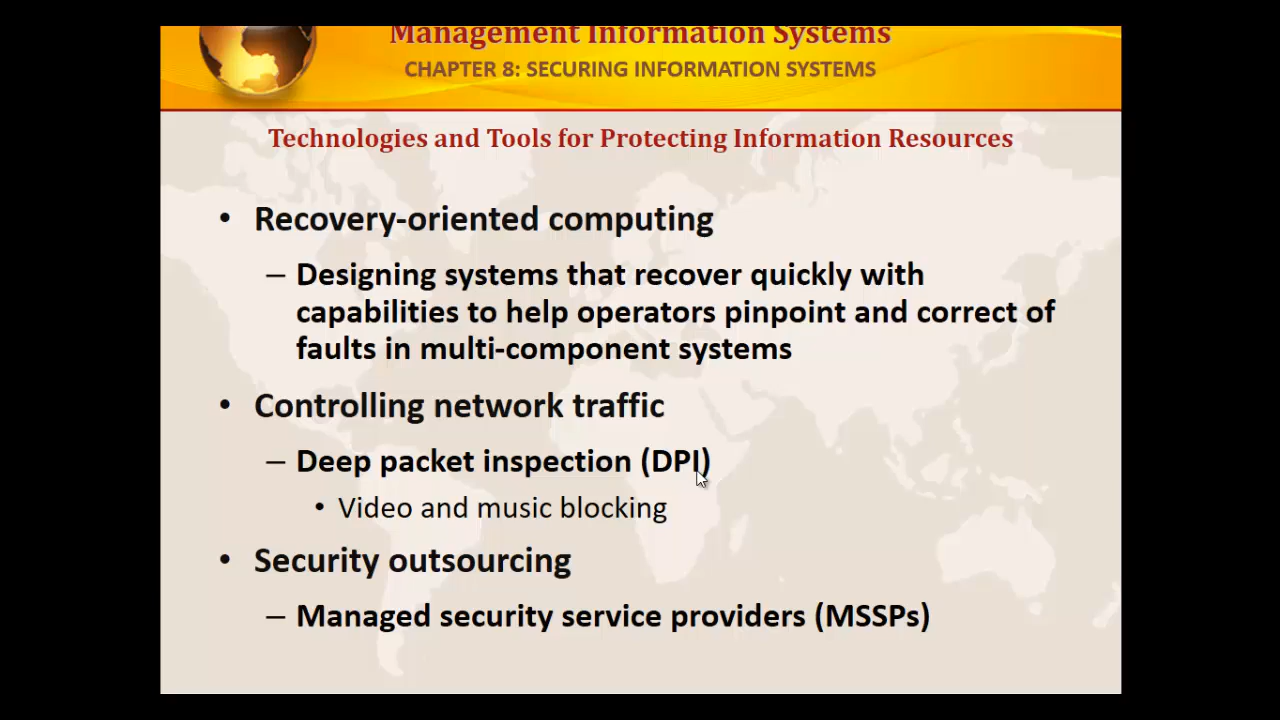 Management Information Systems
CHAPTER 8: SECURING INFORMATION SYSTEMS
Technologies and Tools for Protecting Information Resources
• Recovery-oriented computing
– Designing systems that recover quickly with
capabilities to help operators pinpoint and correct of
faults in multi-component systems
• Controlling network traffic
– Deep packet inspection (DPI)
• Video and music blocking
• Security outsourcing
– Managed security service providers (MSSPs)